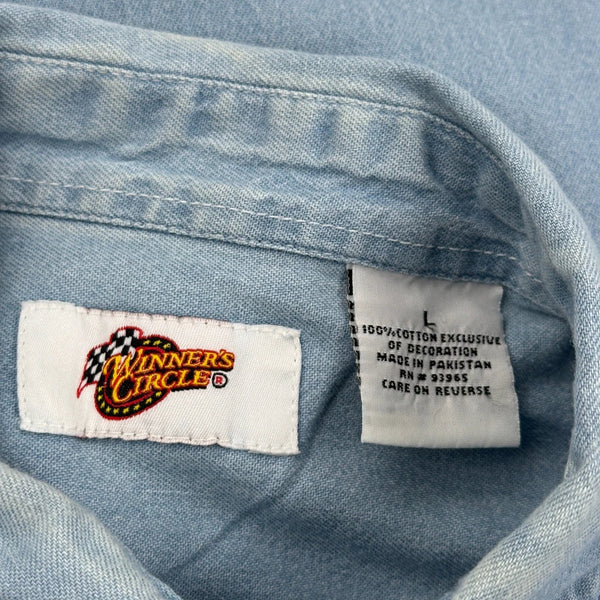 WINNER'S
CIRCLE®
L
100% COTTON EXCLUSIVE
OF DECORATION
MADE IN PAKISTAN
RN # 93965
CARE ON REVERSE